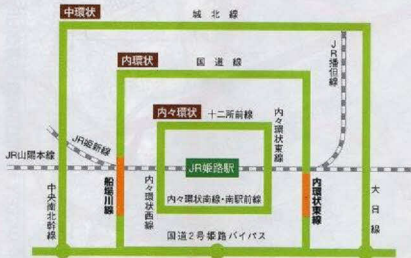 中環状
城北線
JR播但線
内環状
国道線
内々環状
十二所前線
内々環状東線
JR姫新線
JR山陽本線
JR姫路駅
中央南北幹線
船場川線
内々環状西線
内々環状南線・南駅前線
内環状東線
大日線
国道2号姫路バイパス